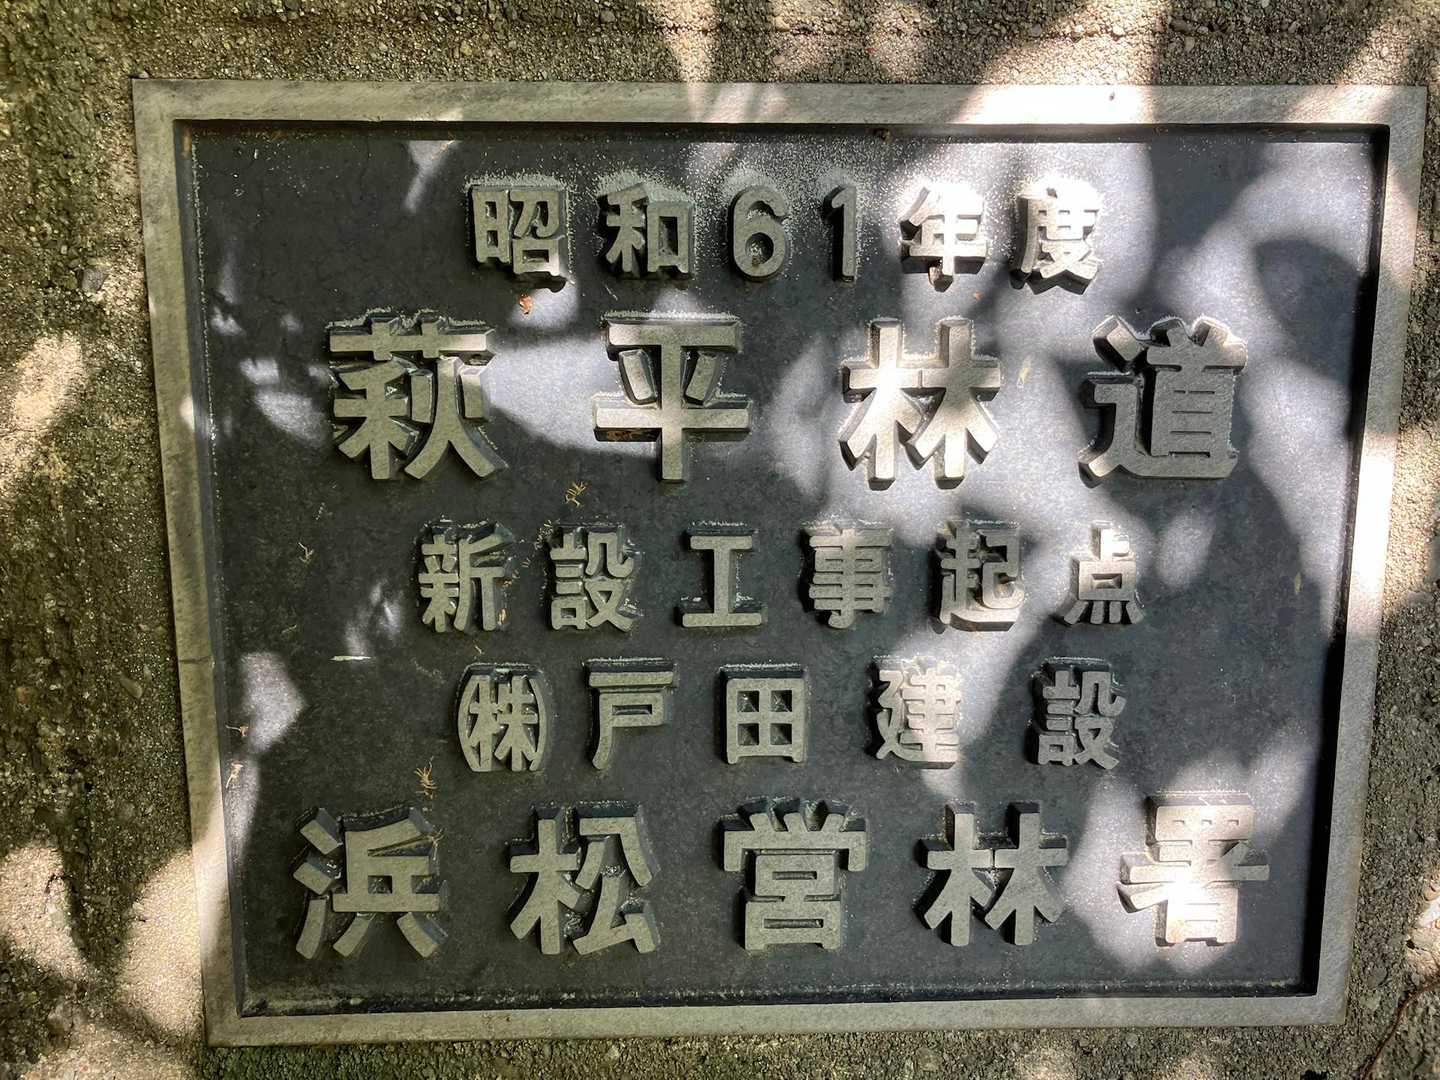 昭和61年度
萩平林道
新設工事起点
㈱戸田建設
浜松営林署